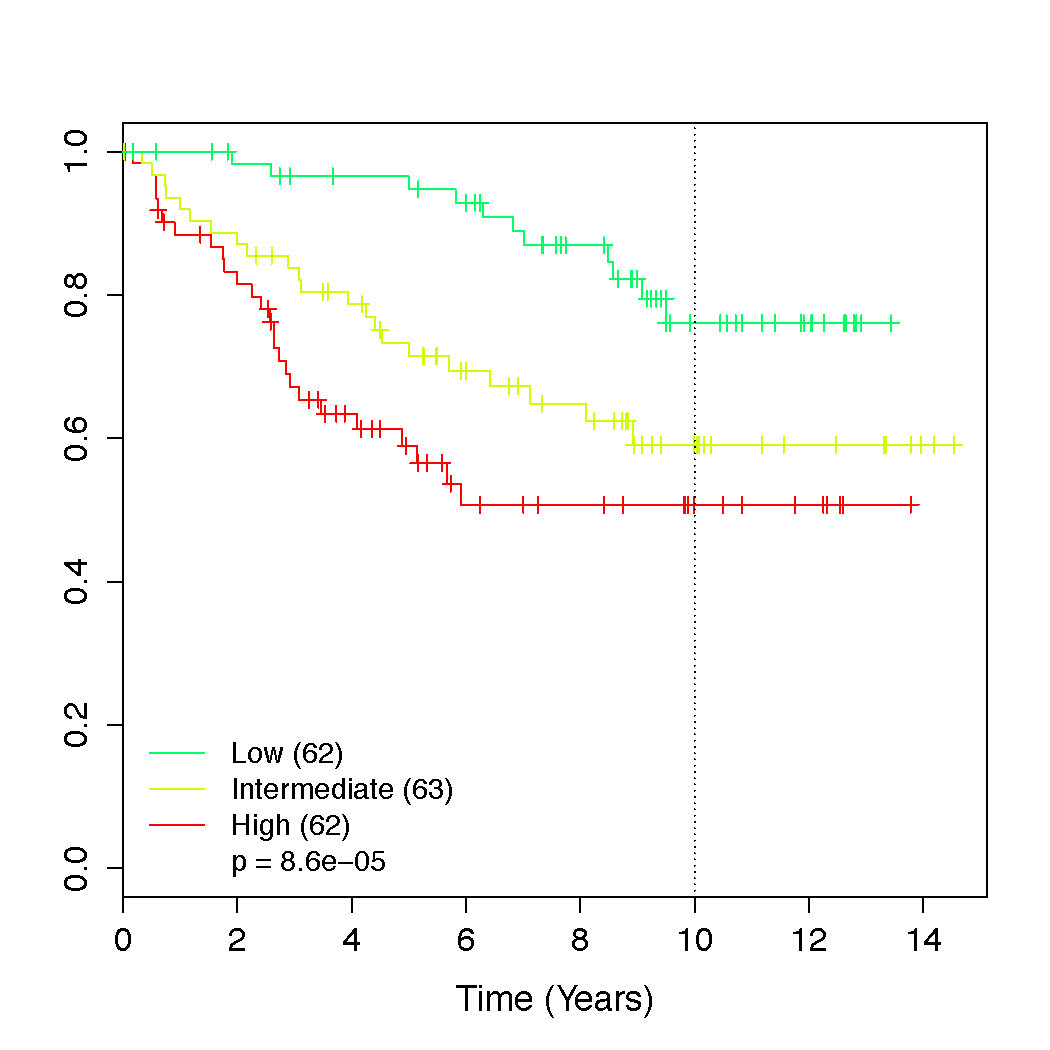 1.0
0.8
0.6
0.4
0.2
0.0
Low (62)
Intermediate (63)
High (62)
p = 8.6e−05
0 2 4 6 8 10 12 14
Time (Years)